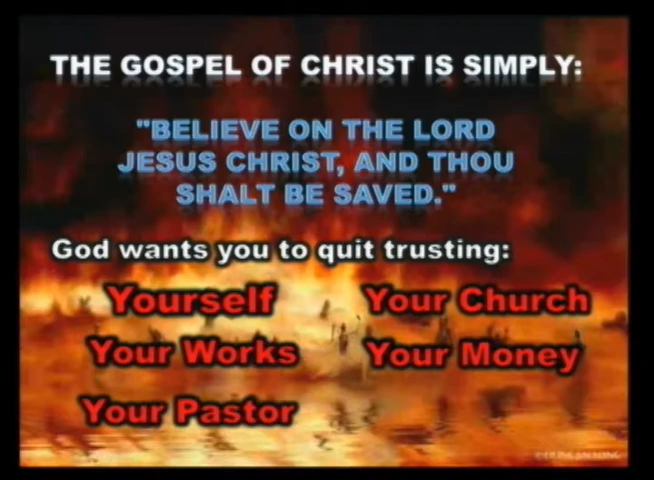 THE GOSPEL OF CHRIST IS SIMPLY:
"BELIEVE ON THE LORD
JESUS CHRIST, AND THOU
SHALT BE SAVED."
God wants you to quit trusting:
Yourself Your Church
Your Works Your Money
Your Pastor